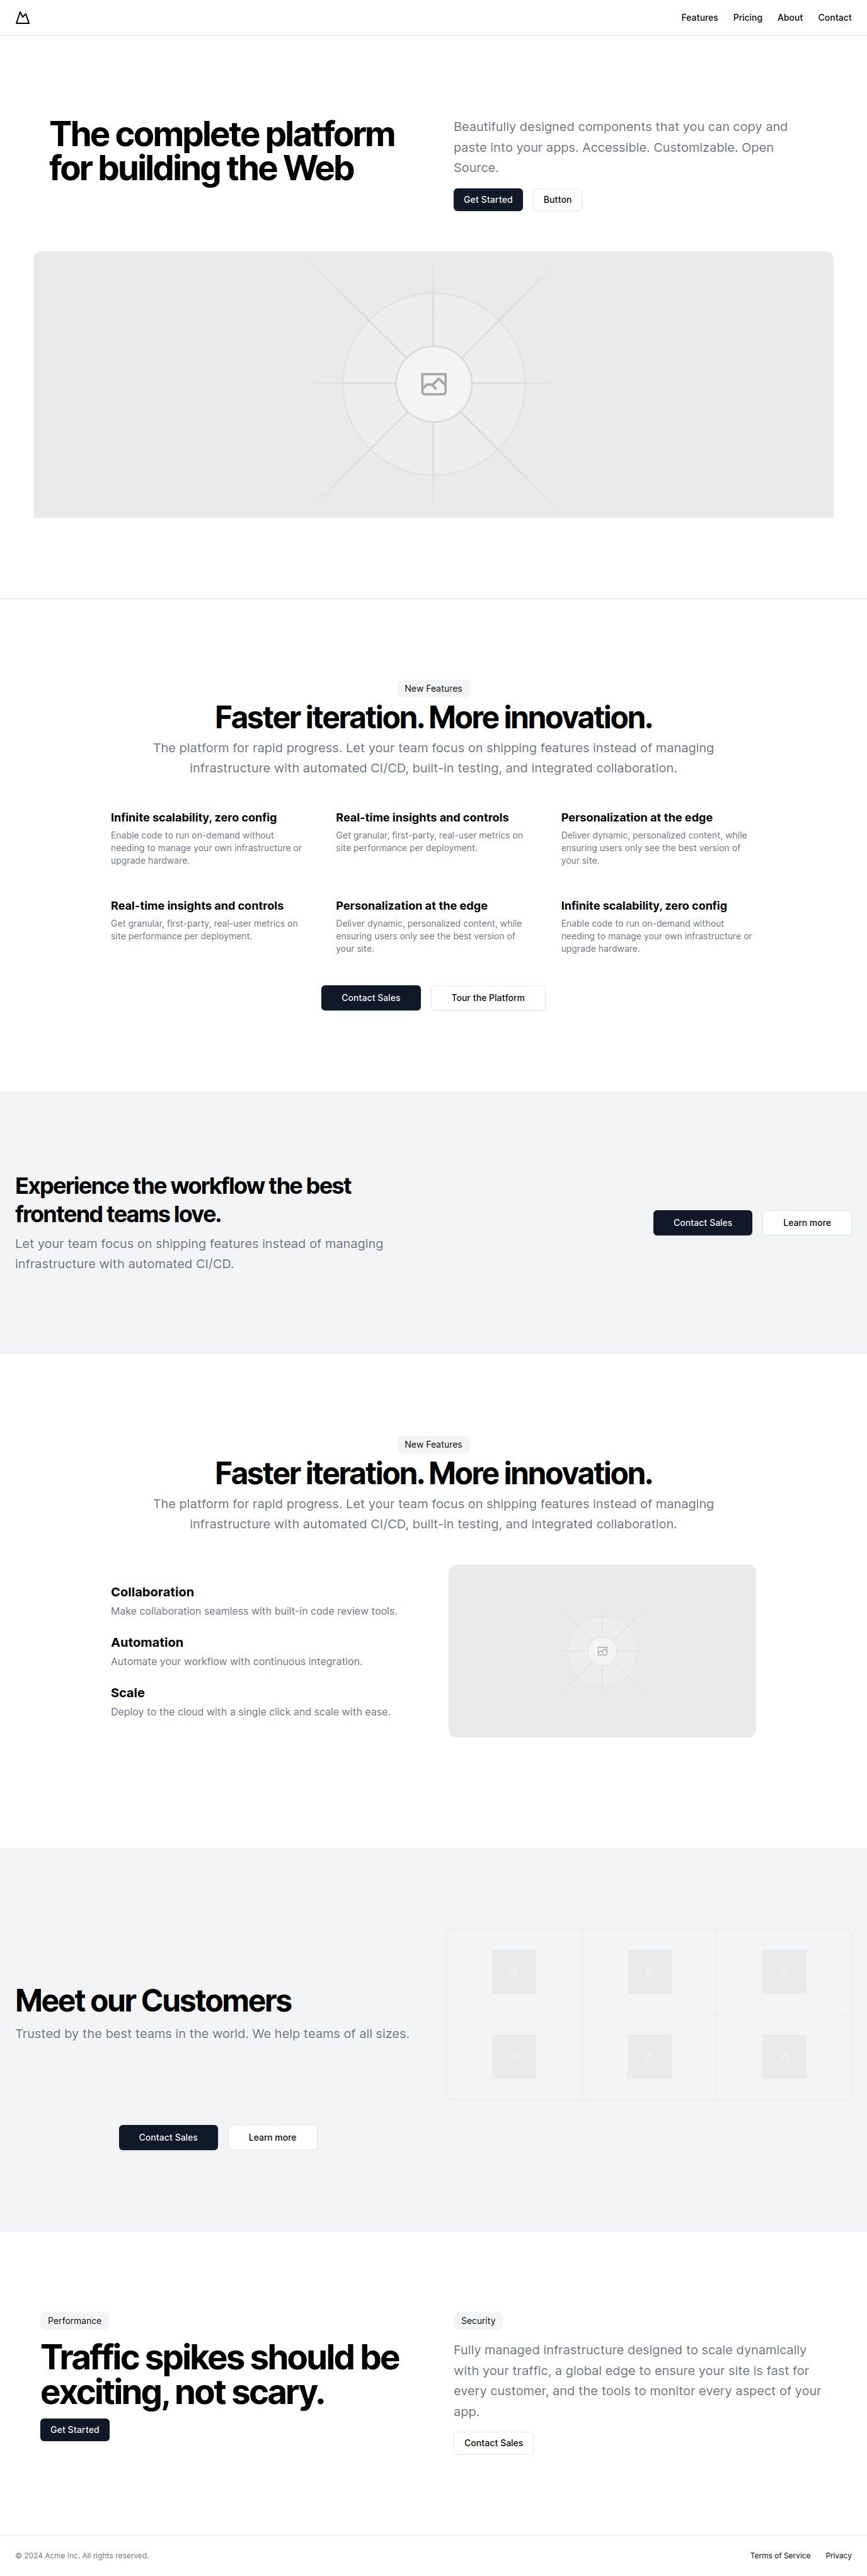 Features Pricing About Contact
The complete platform
for building the Web
Beautifully designed components that you can copy and
paste into your apps. Accessible. Customizable. Open
Source.
Get Started Button
New Features
Faster iteration. More innovation.
The platform for rapid progress. Let your team focus on shipping features instead of managing
infrastructure with automated CI/CD, built-in testing, and integrated collaboration.
Infinite scalability, zero config
Enable code to run on-demand without
needing to manage your own infrastructure or
upgrade hardware.
Real-time insights and controls
Get granular, first-party, real-user metrics on
site performance per deployment.
Personalization at the edge
Deliver dynamic, personalized content, while
ensuring users only see the best version of
your site.
Real-time insights and controls
Get granular, first-party, real-user metrics on
site performance per deployment.
Personalization at the edge
Deliver dynamic, personalized content, while
ensuring users only see the best version of
your site.
Infinite scalability, zero config
Enable code to run on-demand without
needing to manage your own infrastructure or
upgrade hardware.
Contact Sales Tour the Platform
Experience the workflow the best
frontend teams love.
Let your team focus on shipping features instead of managing
infrastructure with automated CI/CD.
Contact Sales Learn more
New Features
Faster iteration. More innovation.
The platform for rapid progress. Let your team focus on shipping features instead of managing
infrastructure with automated CI/CD, built-in testing, and integrated collaboration.
Collaboration
Make collaboration seamless with built-in code review tools.
Automation
Automate your workflow with continuous integration.
Scale
Deploy to the cloud with a single click and scale with ease.
Meet our Customers
Trusted by the best teams in the world. We help teams of all sizes.
Contact Sales Learn more
Performance
Traffic spikes should be
exciting, not scary.
Get Started
Security
Fully managed infrastructure designed to scale dynamically
with your traffic, a global edge to ensure your site is fast for
every customer, and the tools to monitor every aspect of your
app.
Contact Sales
© 2024 Acme Inc. All rights reserved.
Terms of Service Privacy